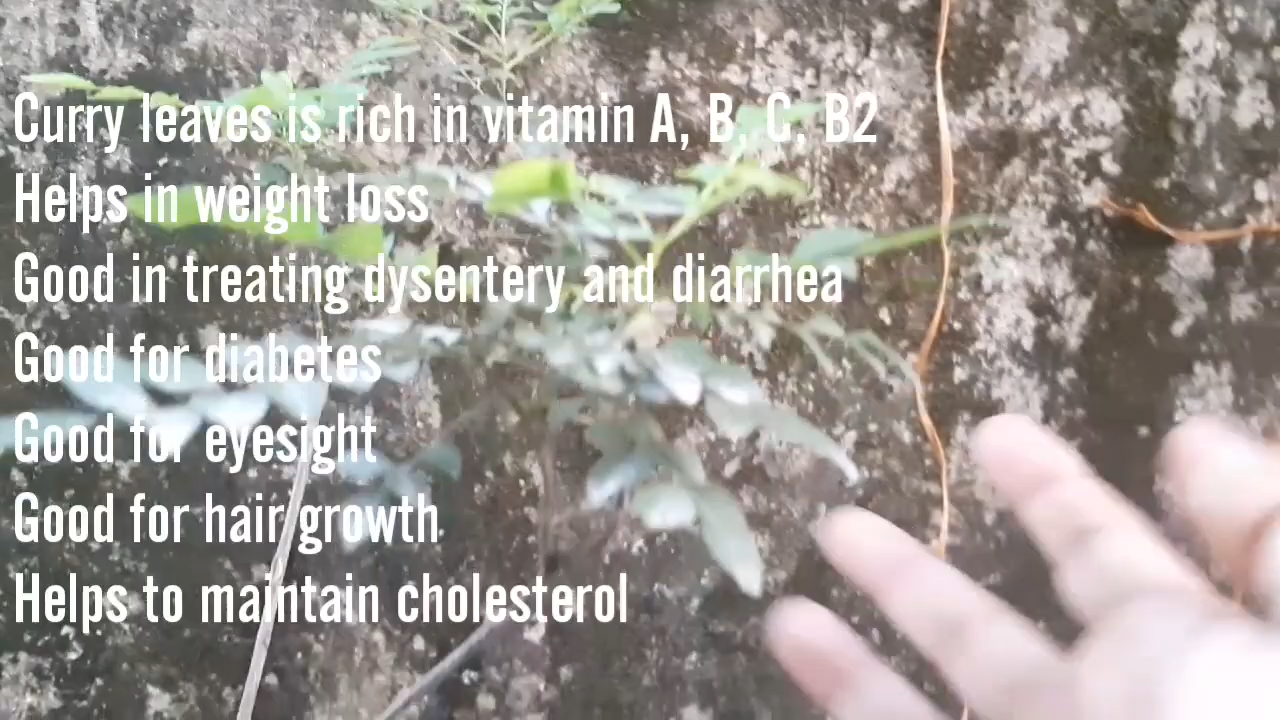 Curry leaves is rich in vitamin A, B, C, B2
Helps in weight loss
Good in treating dysentery and diarrhea
Good for diabetes
Good for eyesight
Good for hair growth
Helps to maintain cholesterol